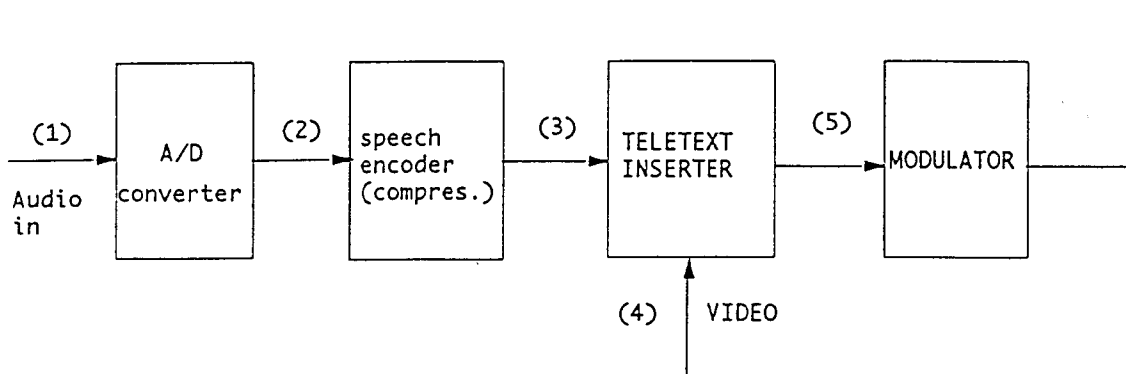 (1)
Audio
in
A/D
converter
(2)
speech
encoder
(compres.)
(3)
TELETEXT
INSERTER
(4)
VIDEO
(5)
MODULATOR